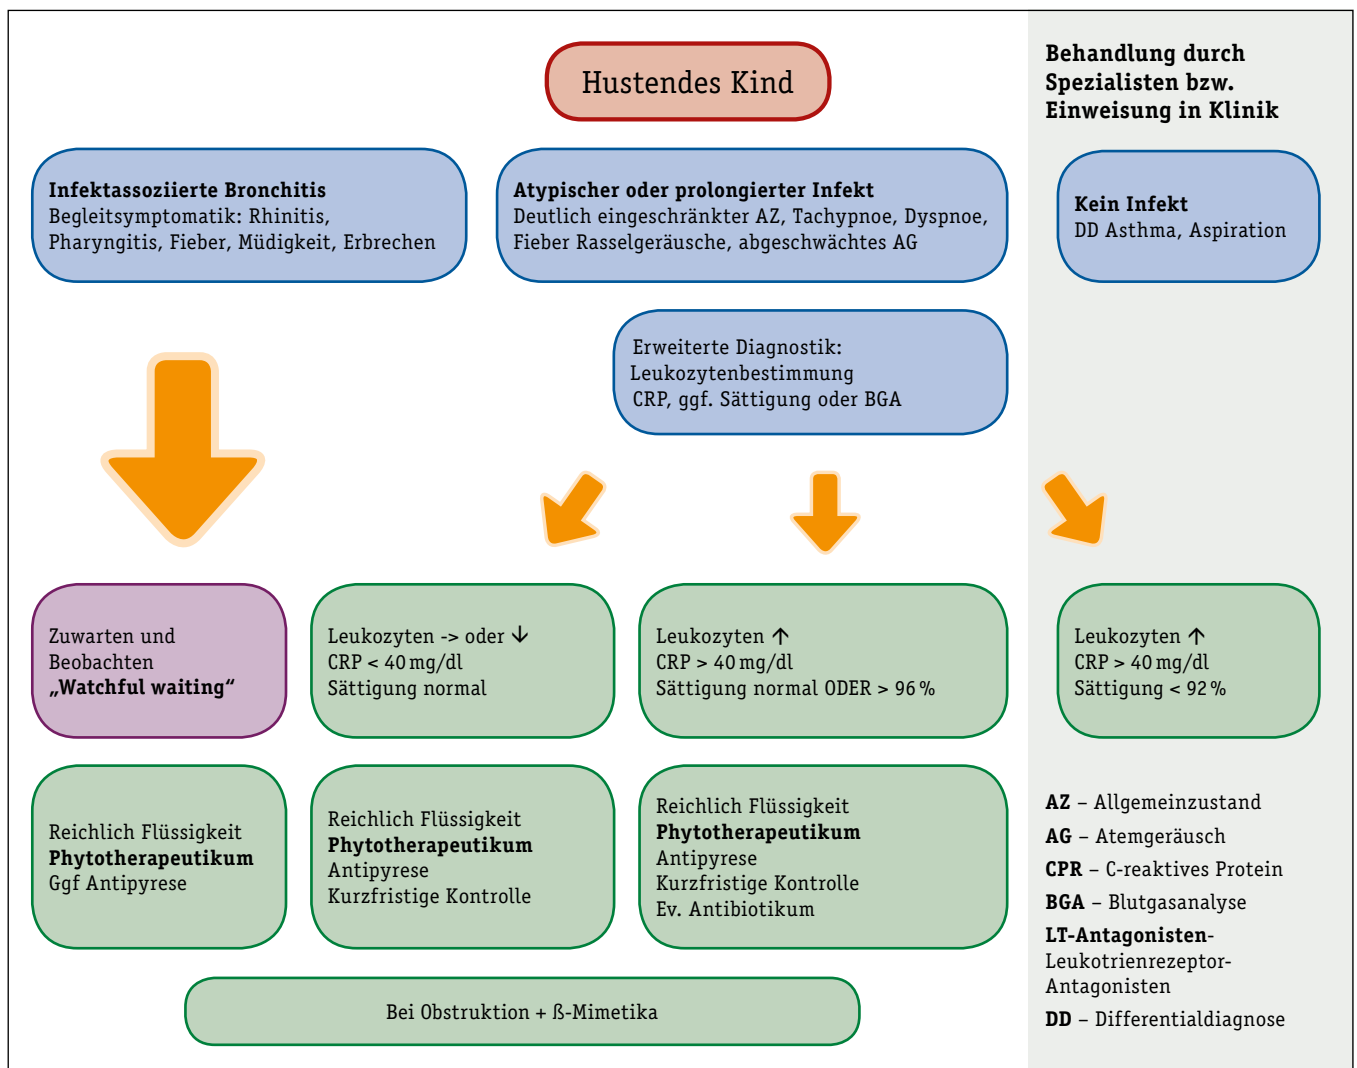 Hustendes Kind
Behandlung durch
Spezialisten bzw.
Einweisung in Klinik
Infektassoziierte Bronchitis
Begleitsymptomatik: Rhinitis,
Pharyngitis, Fieber, Müdigkeit, Erbrechen
Atypischer oder prolongierter Infekt
Deutlich eingeschränkter AZ, Tachypnoe, Dyspnoe,
Fieber Rasselgeräusche, abgeschwächtes AG
Kein Infekt
DD Asthma, Aspiration
Erweiterte Diagnostik:
Leukozytenbestimmung
CRP, ggf. Sättigung oder BGA
Zuwarten und
Beobachten
„Watchful waiting“
Leukozyten -> oder ↓
CRP < 40 mg/dl
Sättigung normal
Leukozyten ↑
CRP > 40 mg/dl
Sättigung normal ODER > 96 %
Leukozyten ↑
CRP > 40 mg/dl
Sättigung < 92 %
Reichlich Flüssigkeit
Phytotherapeutikum
Ggf Antipyrese
Reichlich Flüssigkeit
Phytotherapeutikum
Antipyrese
Kurzfristige Kontrolle
Reichlich Flüssigkeit
Phytotherapeutikum
Antipyrese
Kurzfristige Kontrolle
Ev. Antibiotikum
Bei Obstruktion + ß-Mimetika
AZ – Allgemeinzustand
AG – Atemgeräusch
CPR – C-reaktives Protein
BGA – Blutgasanalyse
LT-Antagonisten-
Leukotrienrezeptor-
Antagonisten
DD – Differentialdiagnose